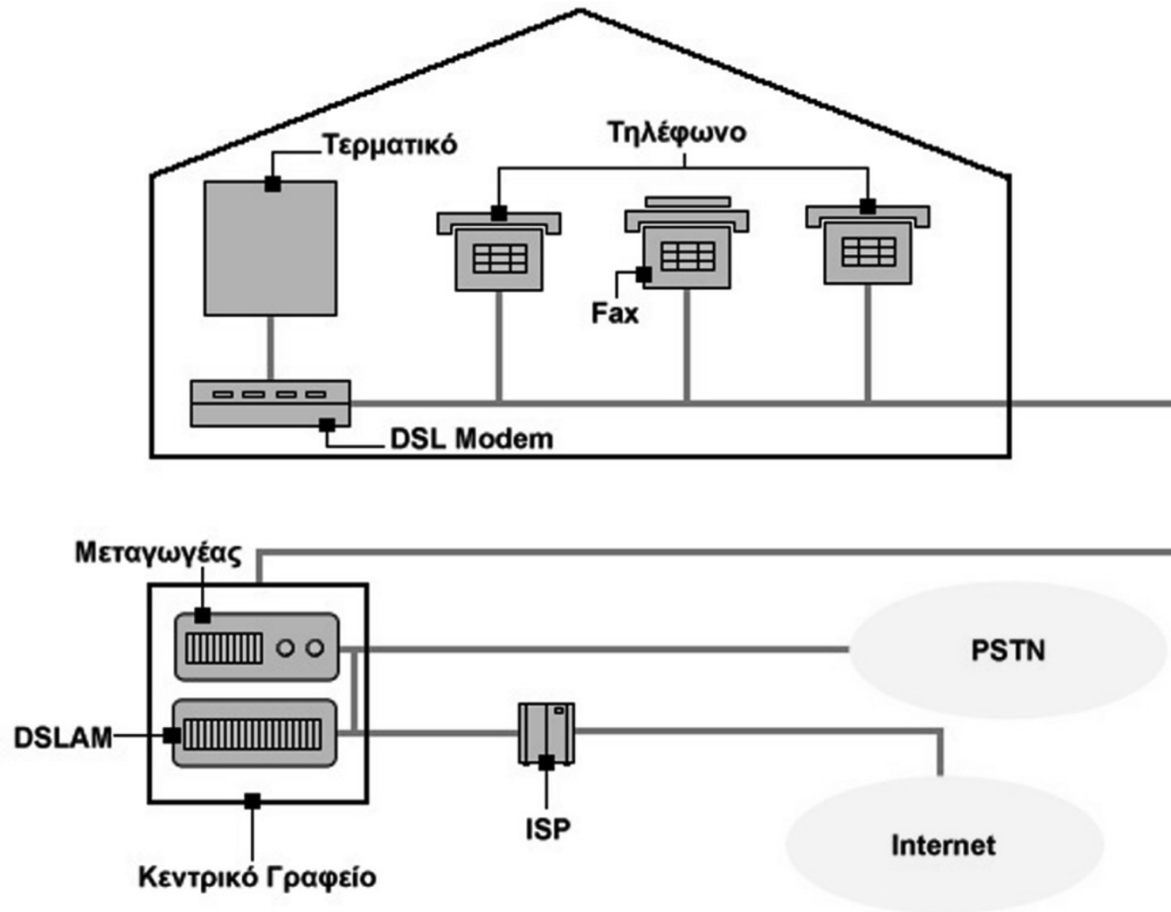 Τερματικό
Τηλέφωνο
Fax
DSL Modem
Μεταγωγέας
PSTN
DSLAM
ISP
Internet
Κεντρικό Γραφείο